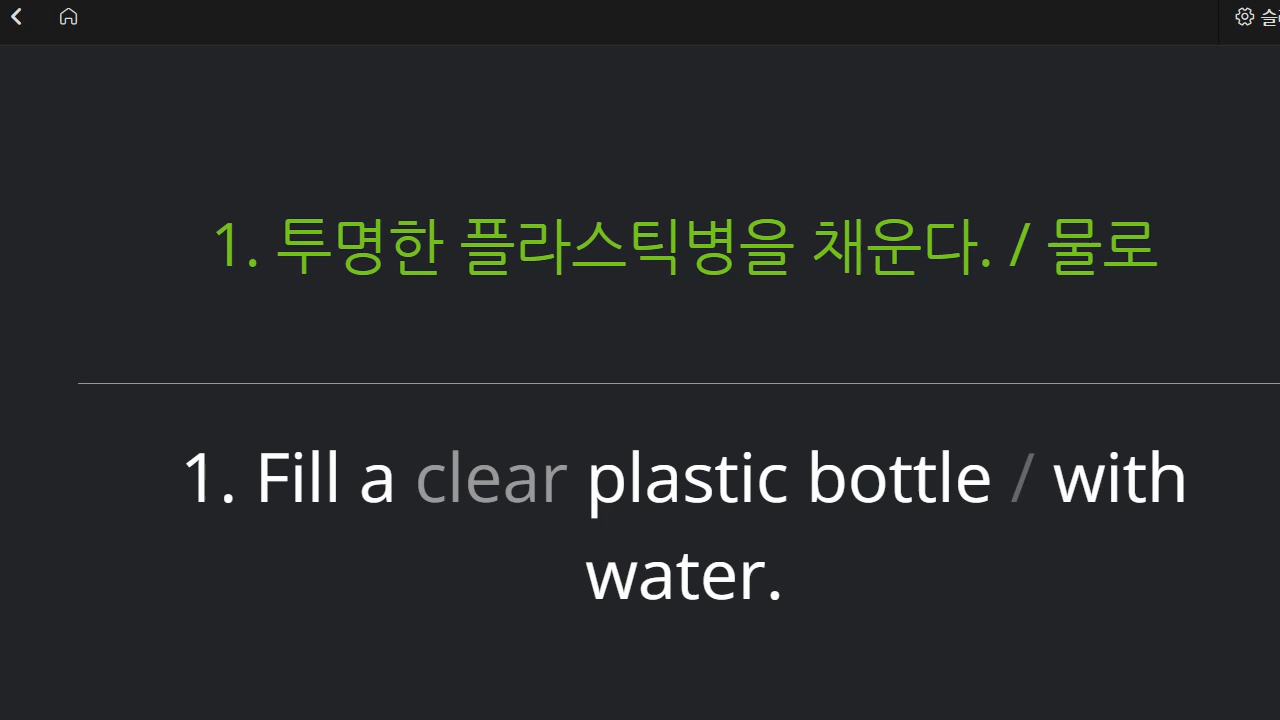 1. 투명한 플라스틱병을 채운다. / 물로
1. Fill a clear plastic bottle / with
water.